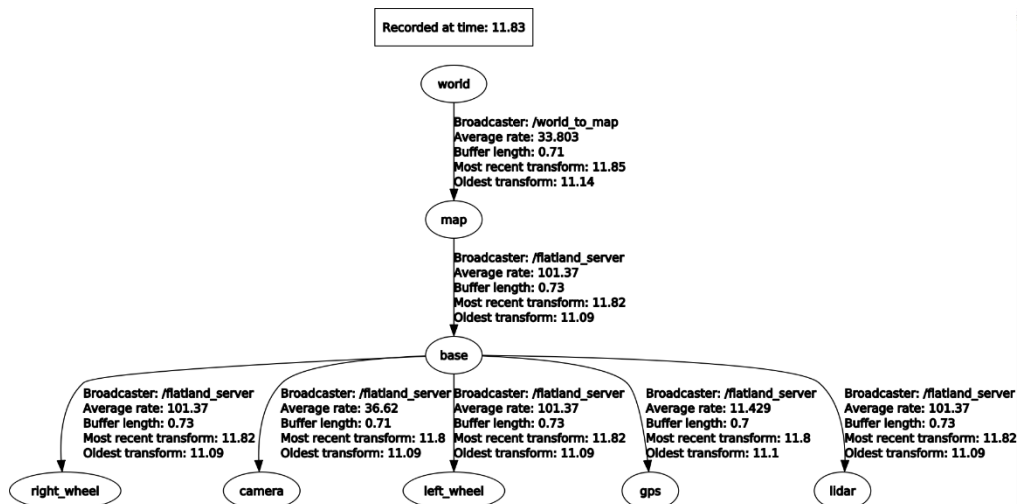 Recorded at time: 11.83
world
Broadcaster: /world_to_map
Average rate: 33.803
Buffer length: 0.71
Most recent transform: 11.85
Oldest transform: 11.14
map
Broadcaster: /flatland_server
Average rate: 101.37
Buffer length: 0.73
Most recent transform: 11.82
Oldest transform: 11.09
base
Broadcaster: /flatland_server
Average rate: 101.37
Buffer length: 0.73
Most recent transform: 11.82
Oldest transform: 11.09
Broadcaster: /flatland_server
Average rate: 36.62
Buffer length: 0.71
Most recent transform: 11.8
Oldest transform: 11.09
Broadcaster: /flatland_server
Average rate: 101.37
Buffer length: 0.73
Most recent transform: 11.82
Oldest transform: 11.09
Broadcaster: /flatland_server
Average rate: 11.429
Buffer length: 0.7
Most recent transform: 11.8
Oldest transform: 11.1
Broadcaster: /flatland_server
Average rate: 101.37
Buffer length: 0.73
Most recent transform: 11.82
Oldest transform: 11.09
right_wheel
camera
left_wheel
gps
lidar